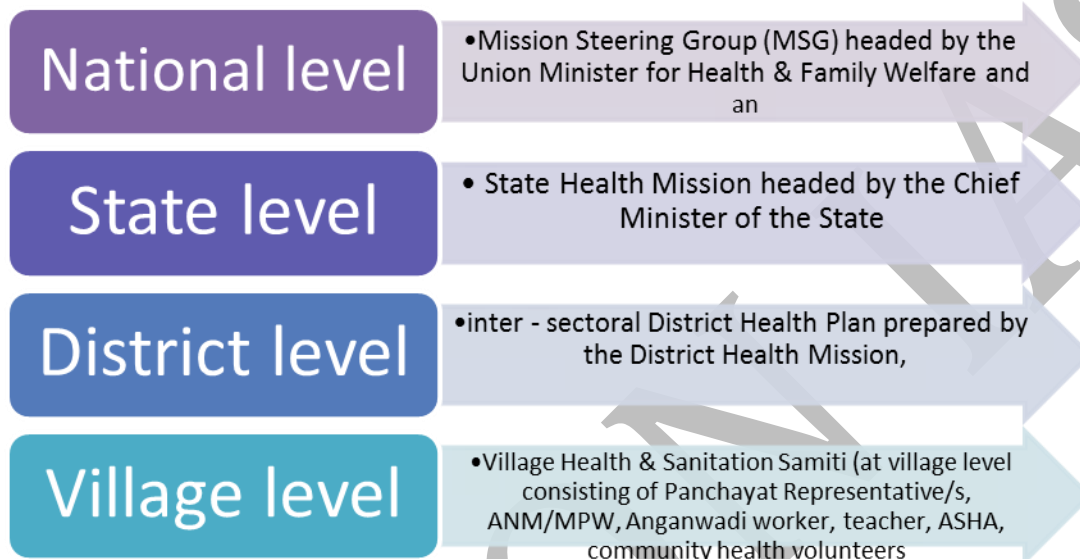 National level
•Mission Steering Group (MSG) headed by the
Union Minister for Health & Family Welfare and
an
State level
• State Health Mission headed by the Chief
Minister of the State
District level
•inter - sectoral District Health Plan prepared by
the District Health Mission,
Village level
•Village Health & Sanitation Samiti (at village level
consisting of Panchayat Representative/s,
ANM/MPW, Anganwadi worker, teacher, ASHA,
community health volunteers